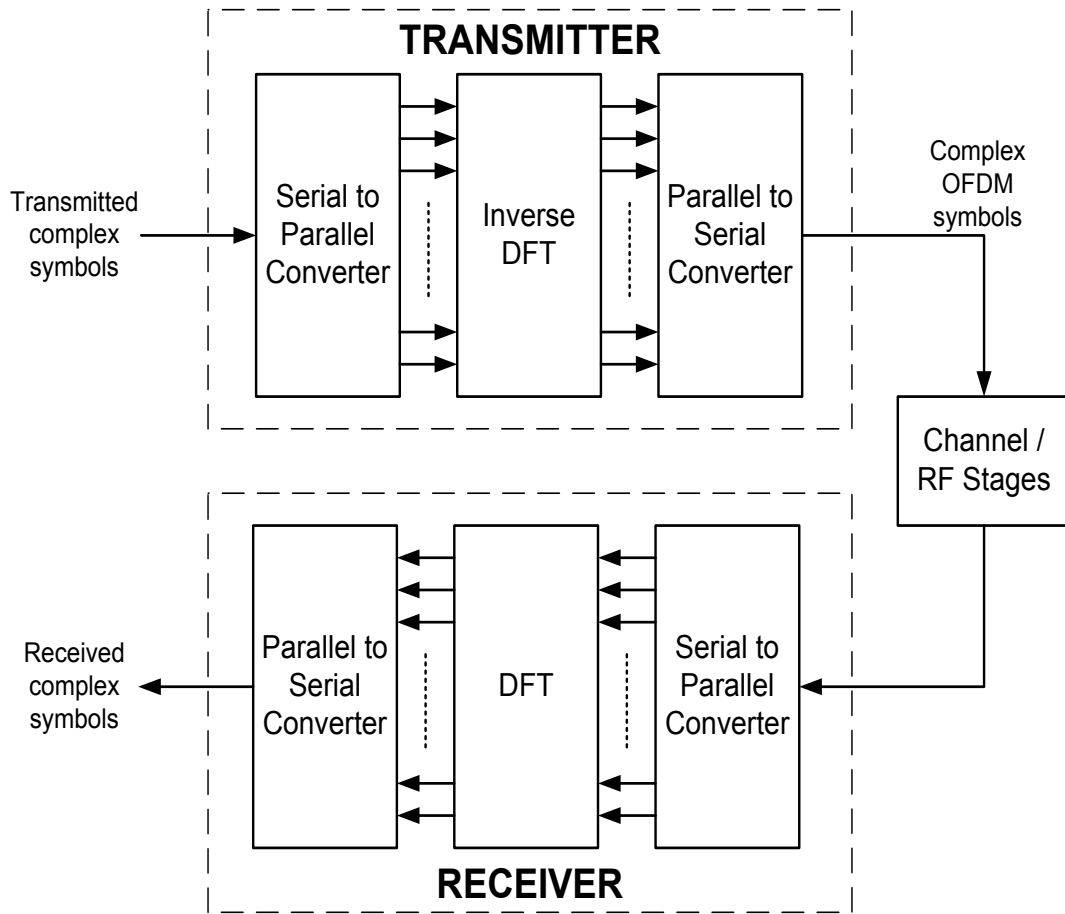 TRANSMITTER
Transmitted
complex
symbols
Serial to
Parallel
Converter
Inverse
DFT
Parallel to
Serial
Converter
Complex
OFDM
symbols
Channel /
RF Stages
Received
complex
symbols
Parallel to
Serial
Converter
DFT
Serial to
Parallel
Converter
RECEIVER